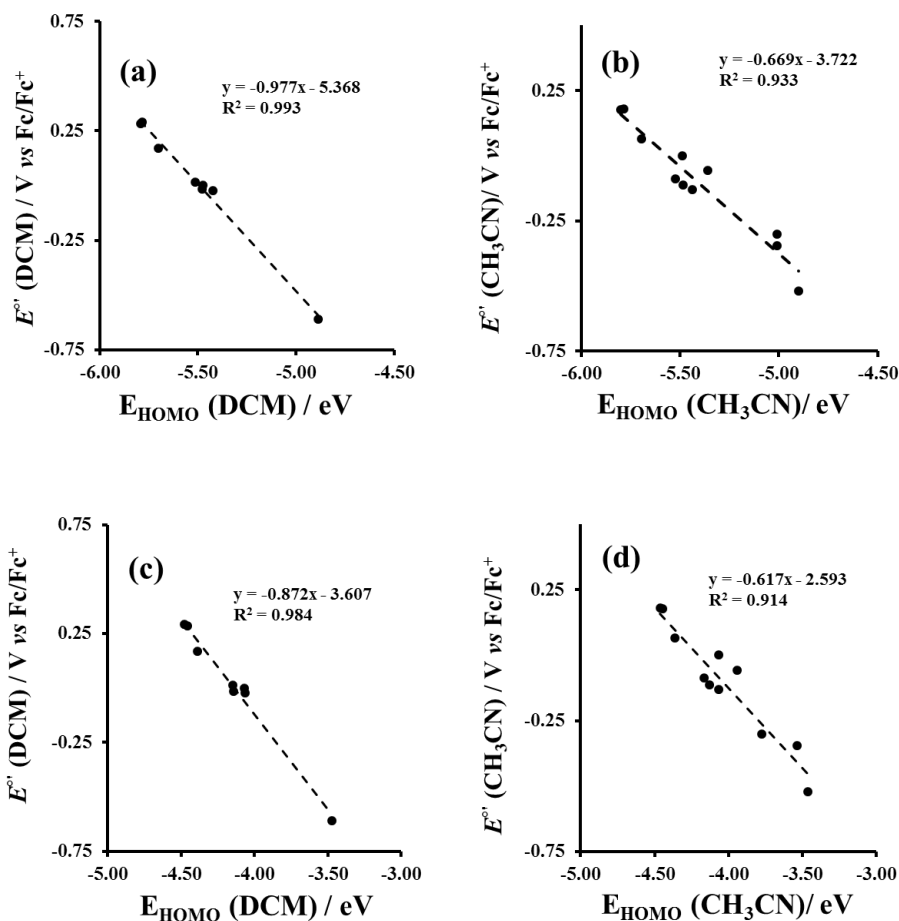 (a)
y = -0.977x - 5.368
R² = 0.993
E°' (DCM) / V vs Fc/Fc⁺
0.75
0.25
-0.25
-0.75
-6.00 -5.50 -5.00 -4.50
E_HOMO (DCM) / eV
(b)
y = -0.669x - 3.722
R² = 0.933
E°' (CH₃CN)/ V vs Fc/Fc⁺
0.25
-0.25
-0.75
-6.00 -5.50 -5.00 -4.50
E_HOMO (CH₃CN)/ eV
(c)
y = -0.872x - 3.607
R² = 0.984
E°' (DCM) / V vs Fc/Fc⁺
0.75
0.25
-0.25
-0.75
-5.00 -4.50 -4.00 -3.50 -3.00
E_HOMO (DCM) / eV
(d)
y = -0.617x - 2.593
R² = 0.914
E°' (CH₃CN) / V vs Fc/Fc⁺
0.25
-0.25
-0.75
-5.00 -4.50 -4.00 -3.50 -3.00
E_HOMO (CH₃CN)/ eV